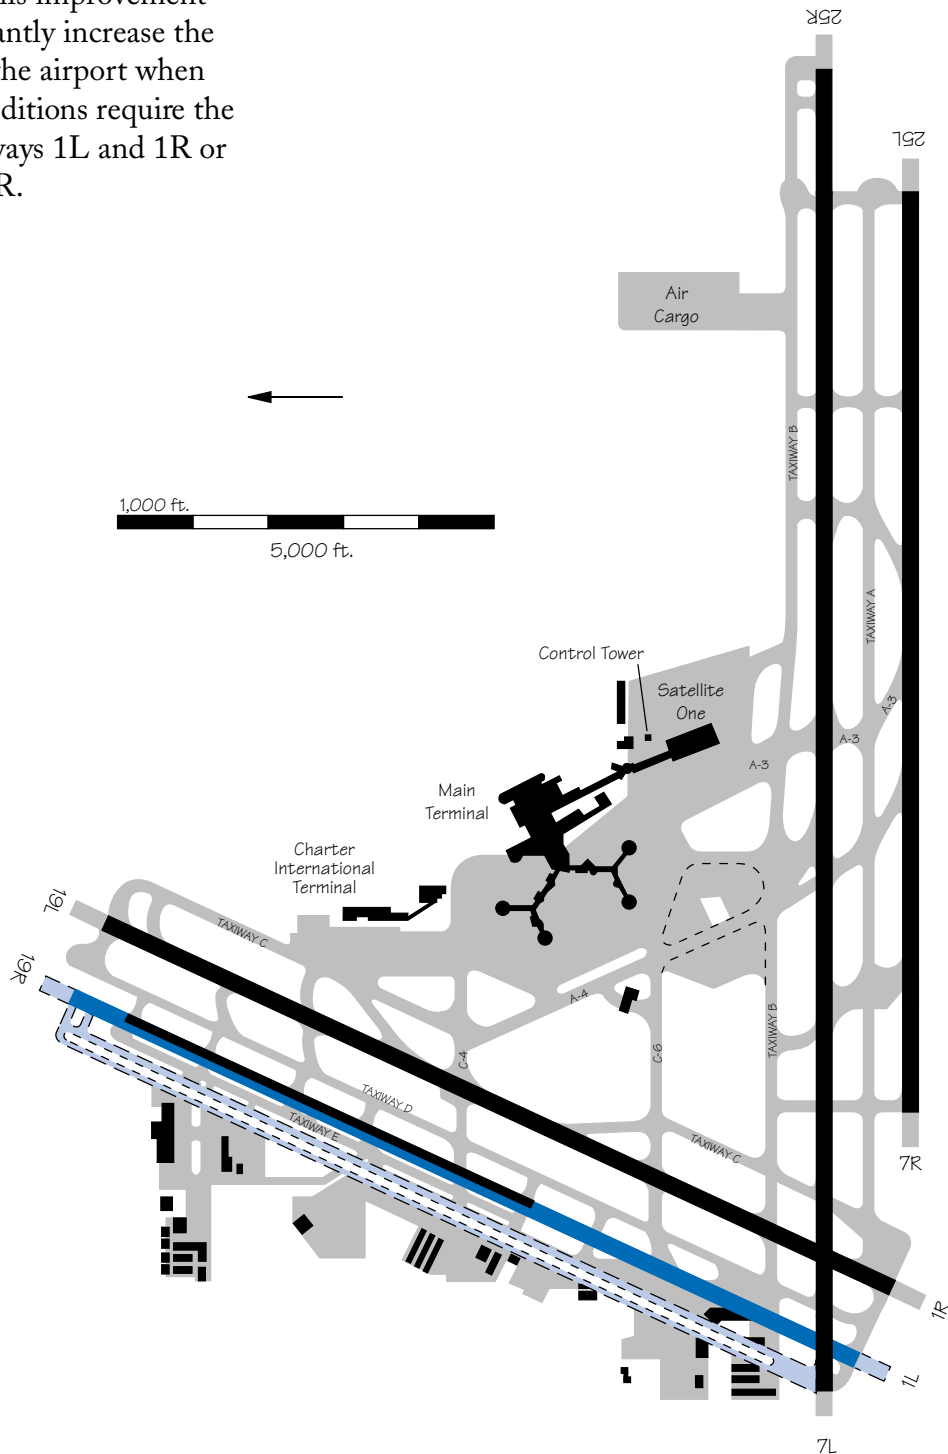 his improvement
antly increase the
he airport when
ditions require the
ways 1L and 1R or
R.
25R
25L
Air
Cargo
TAXIWAY B
1,000 ft.
5,000 ft.
TAXIWAY A
Control Tower
Satellite
One
A-3
A-3
A-3
Main
Terminal
Charter
International
Terminal
19L
TAXIWAY C
19R
A-4
TAXIWAY B
C-4
C-6
TAXIWAY D
TAXIWAY E
TAXIWAY C
7R
1R
1L
7L